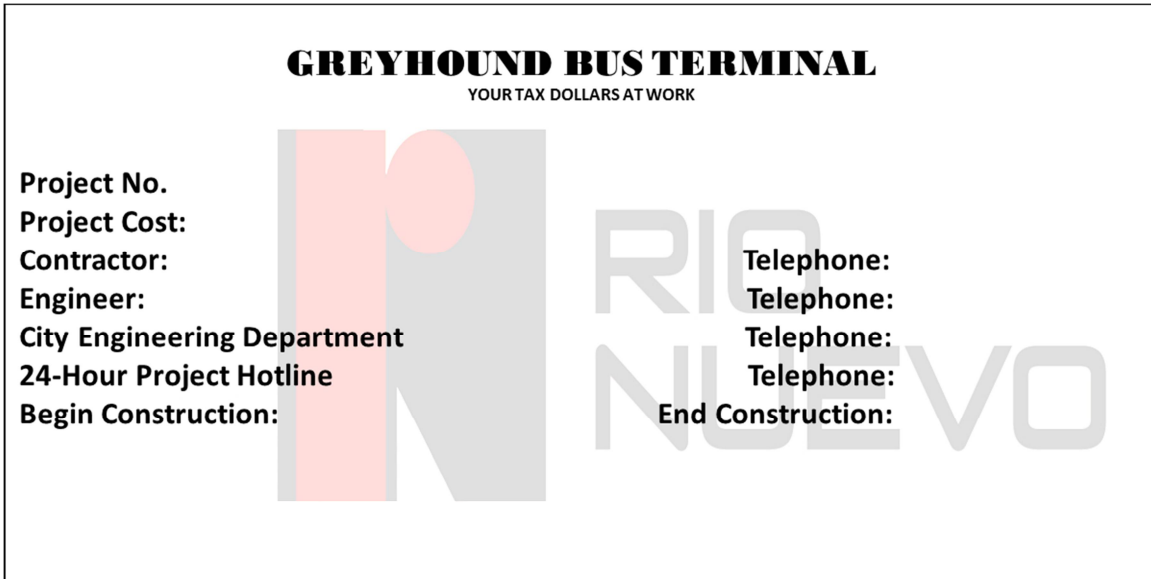 GREYHOUND BUS TERMINAL
YOUR TAX DOLLARS AT WORK
Project No.
Project Cost:
Contractor: Telephone:
Engineer: Telephone:
City Engineering Department Telephone:
24-Hour Project Hotline Telephone:
Begin Construction: End Construction:
RIO
NUEVO